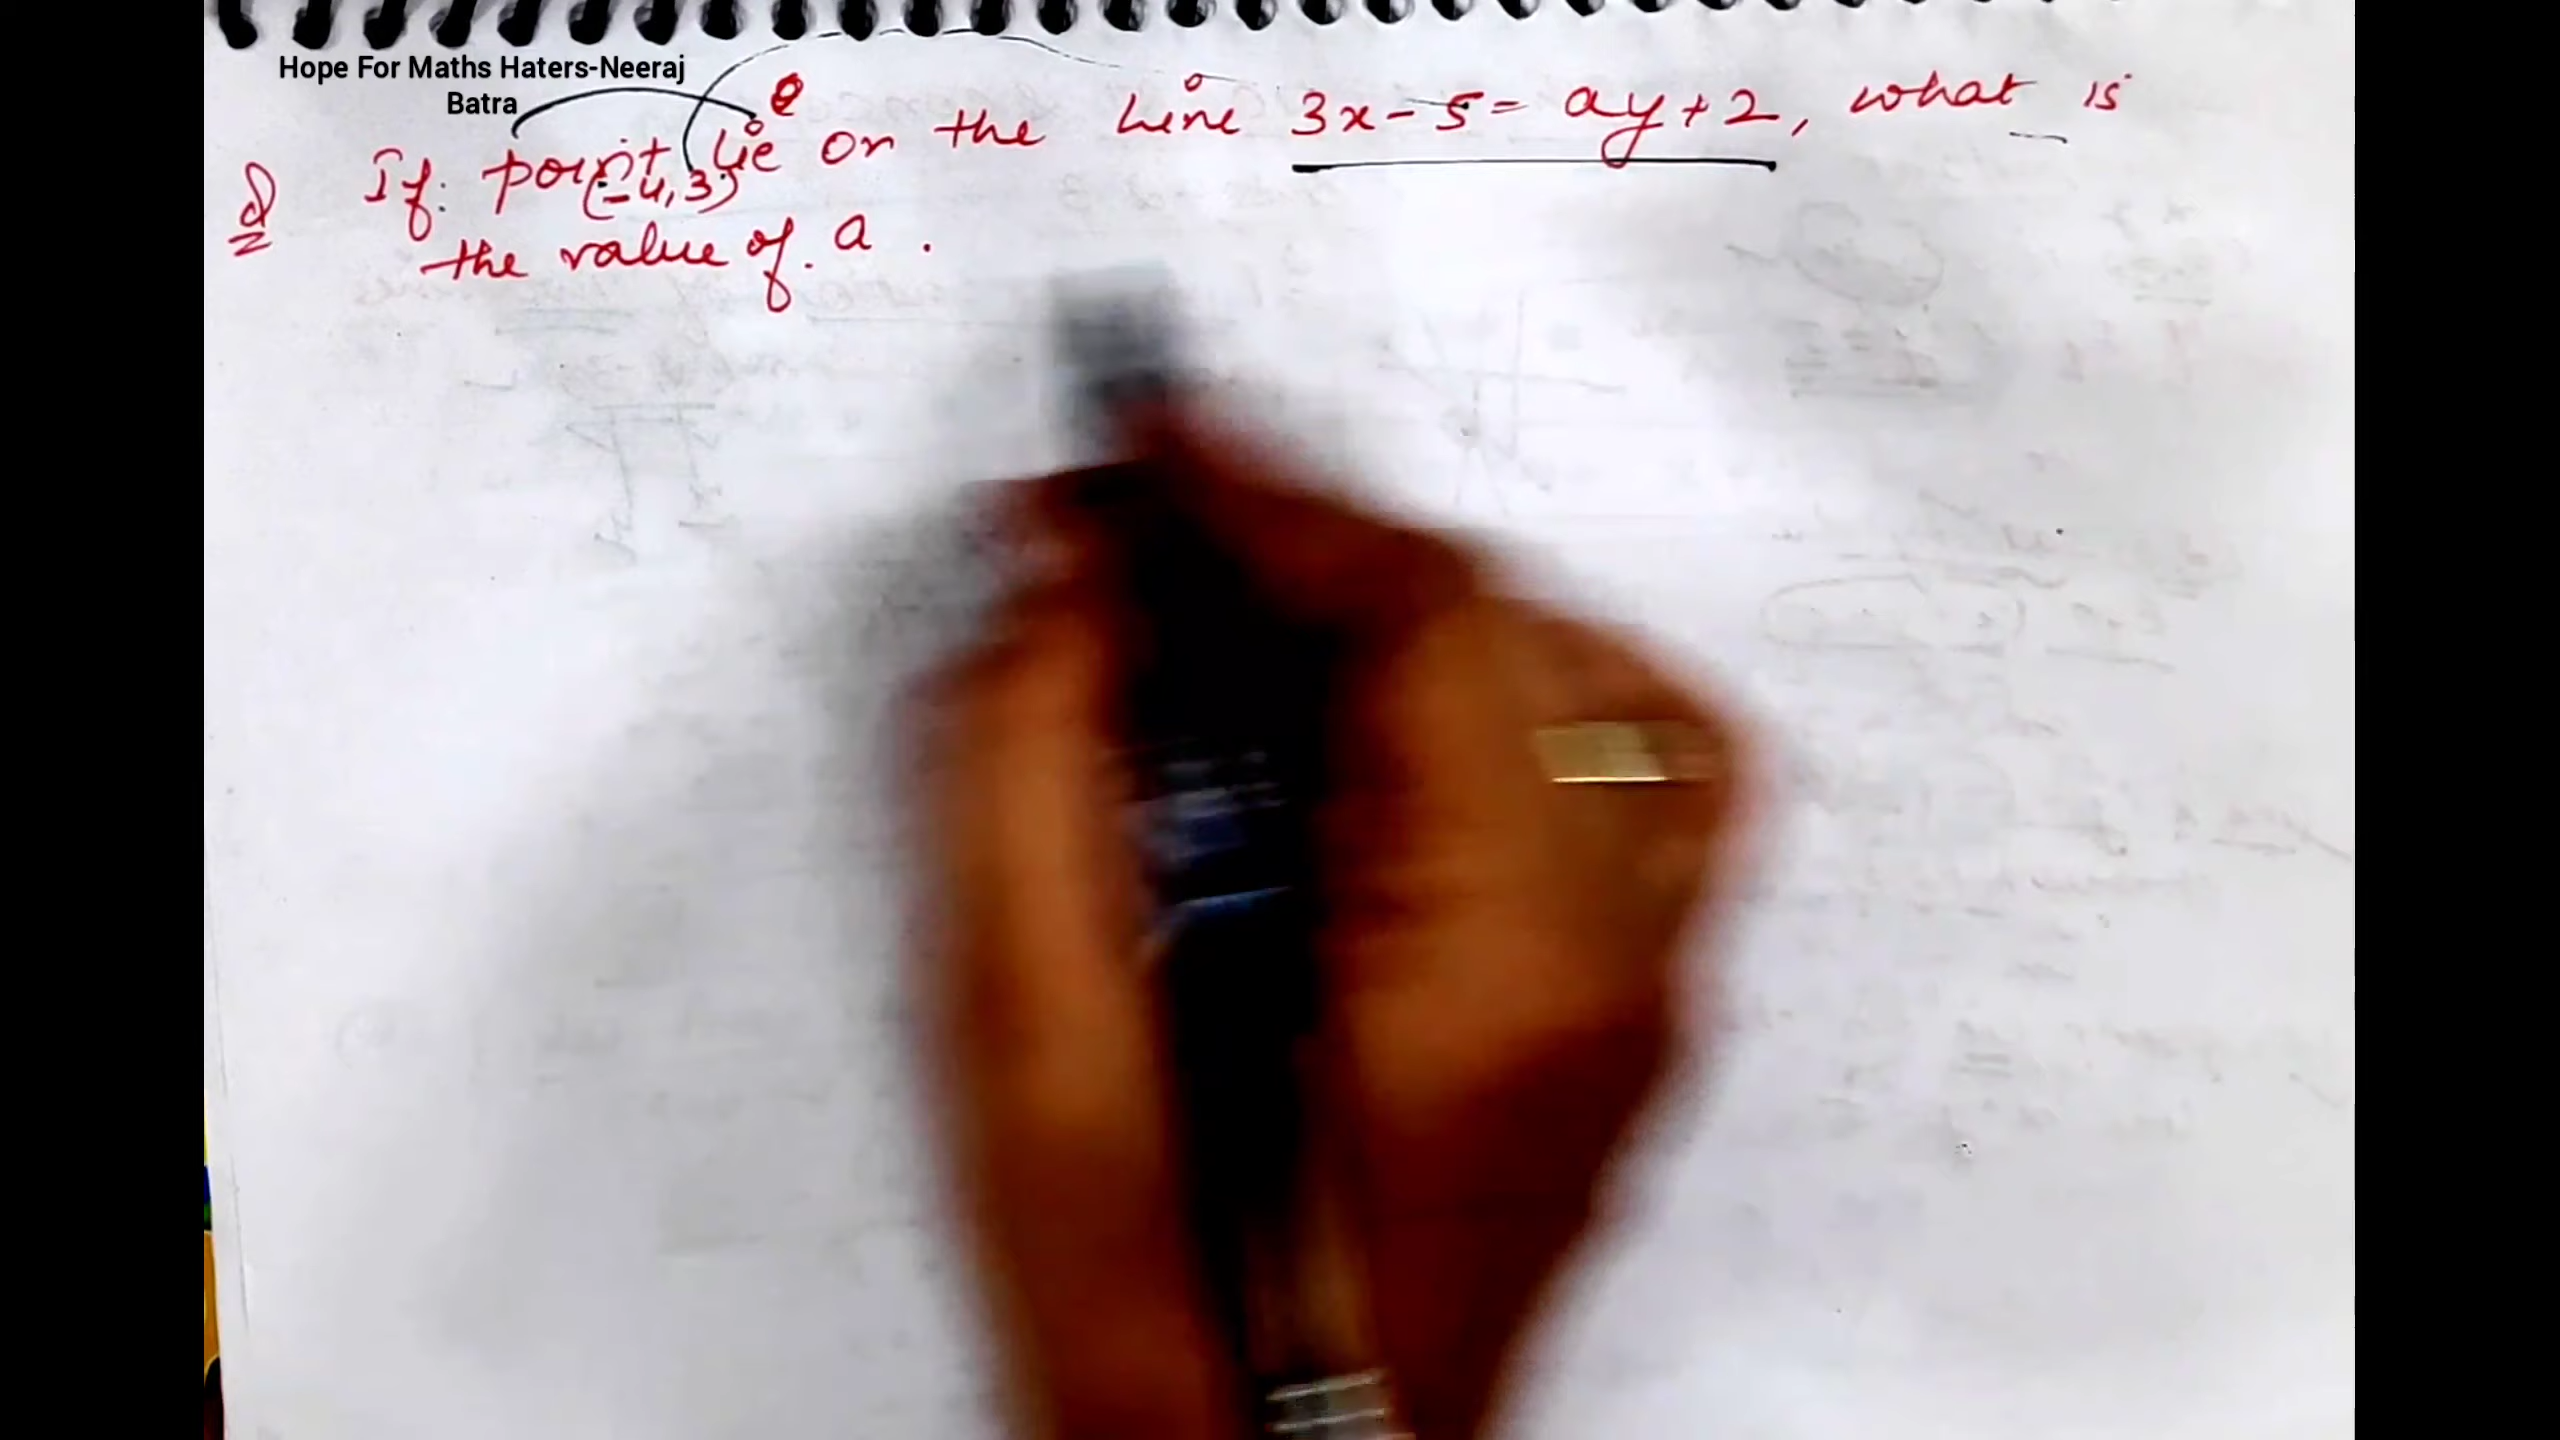 Hope For Maths Haters-Neeraj
Batra
Q If point lie on the line 3x-5=ay+2, what is
(-4,3)
the value of a.